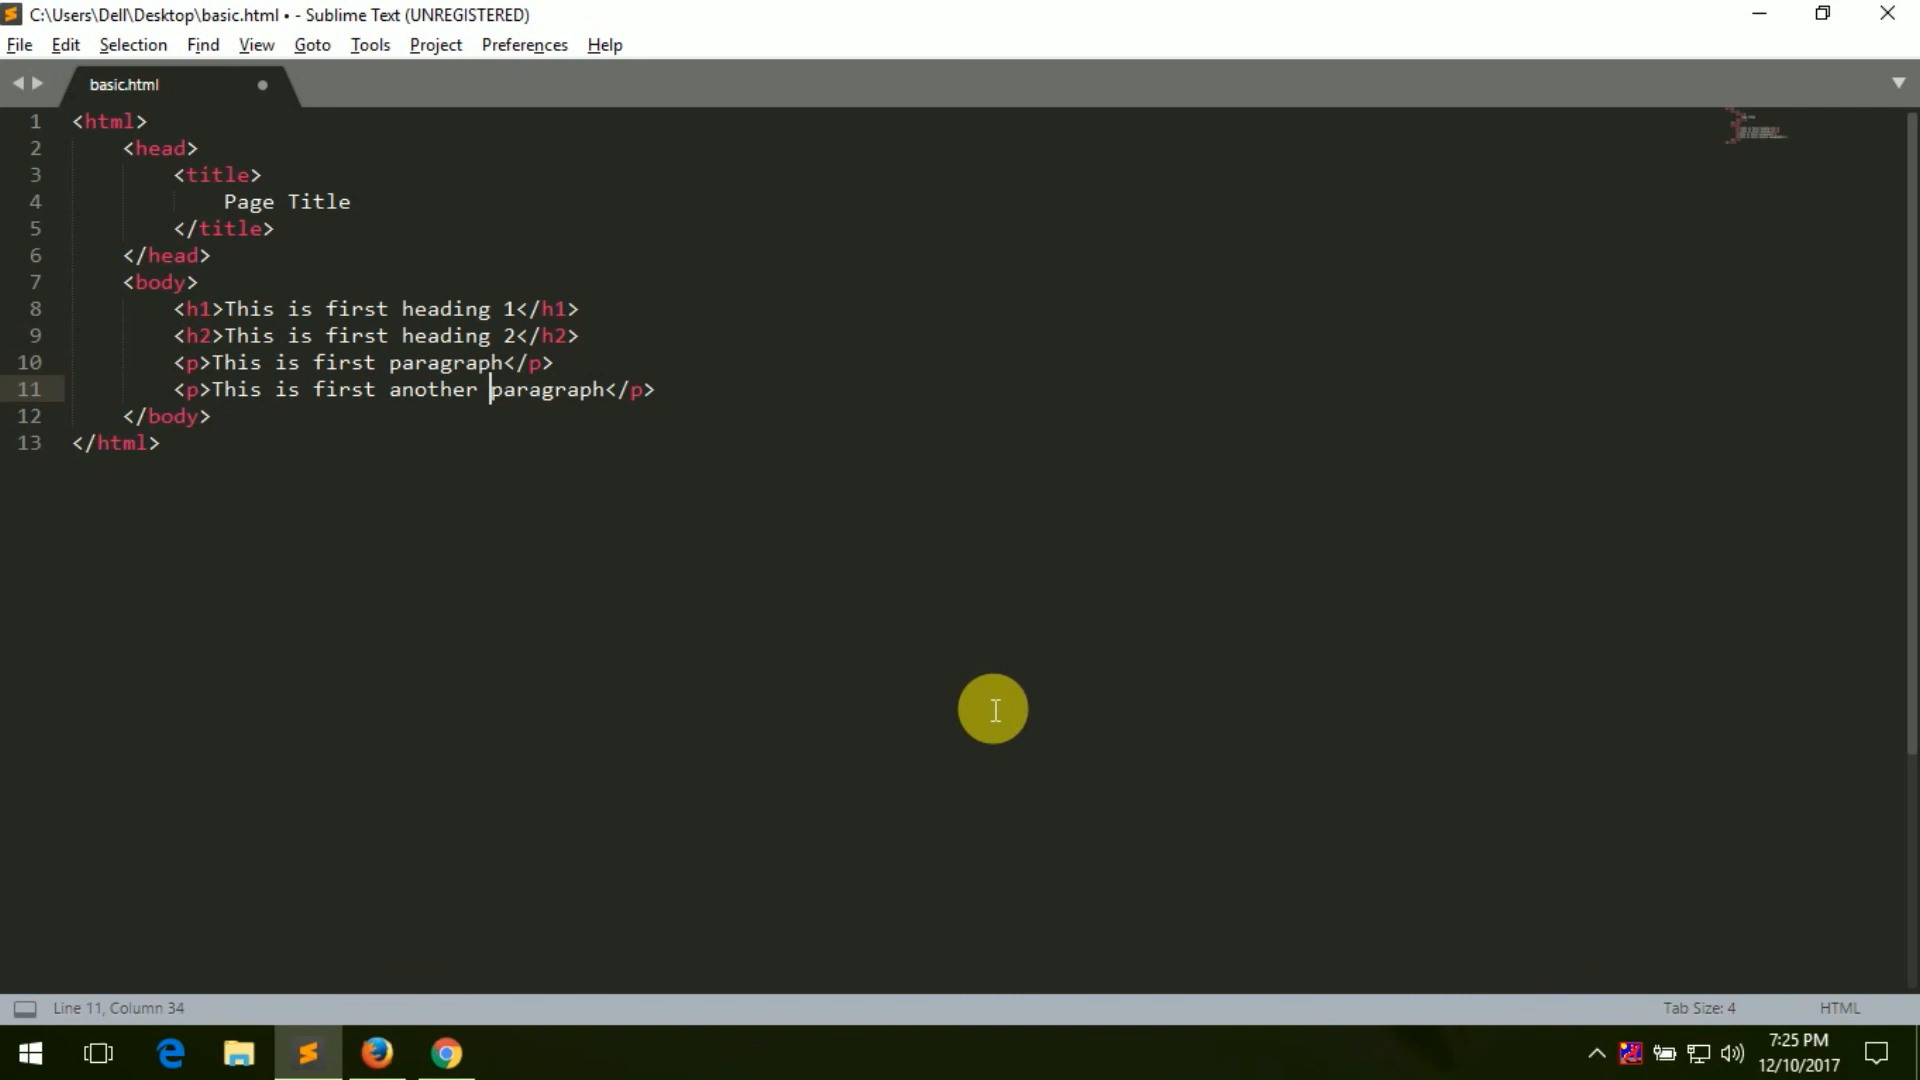 C:\Users\Dell\Desktop\basic.html • - Sublime Text (UNREGISTERED)
File Edit Selection Find View Goto Tools Project Preferences Help
basic.html
1 <html>
2 <head>
3 <title>
4 Page Title
5 </title>
6 </head>
7 <body>
8 <h1>This is first heading 1</h1>
9 <h2>This is first heading 2</h2>
10 <p>This is first paragraph</p>
11 <p>This is first another paragraph</p>
12 </body>
13 </html>
Line 11, Column 34 Tab Size: 4 HTML
7:25 PM
12/10/2017